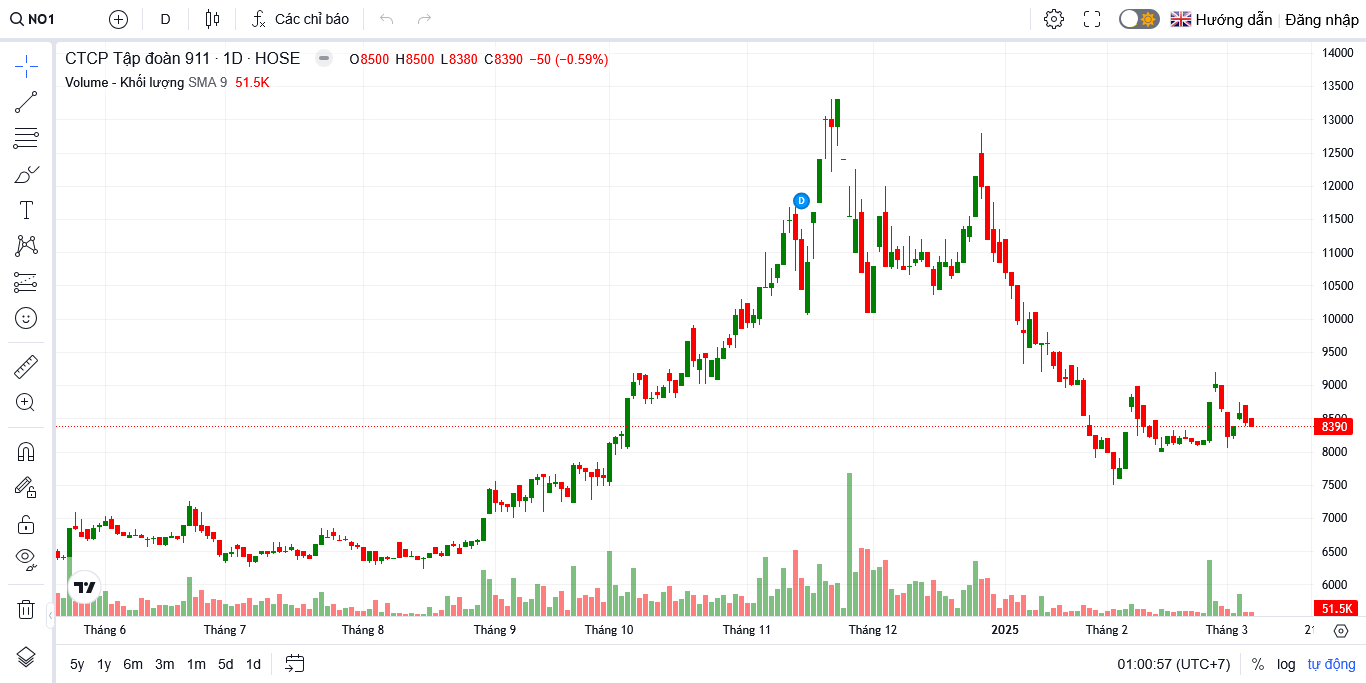 NO1 D Các chỉ báo Hướng dẫn Đăng nhập
CTCP Tập đoàn 911 · 1D · HOSE O8500 H8500 L8380 C8390 −50 (−0.59%)
Volume - Khối lượng SMA 9 51.5K
D
14000
13500
13000
12500
12000
11500
11000
10500
10000
9500
9000
8500
8390
8000
7500
7000
6500
6000
51.5K
Tháng 6 Tháng 7 Tháng 8 Tháng 9 Tháng 10 Tháng 11 Tháng 12 2025 Tháng 2 Tháng 3
5y 1y 6m 3m 1m 5d 1d 01:00:57 (UTC+7) % log tự động